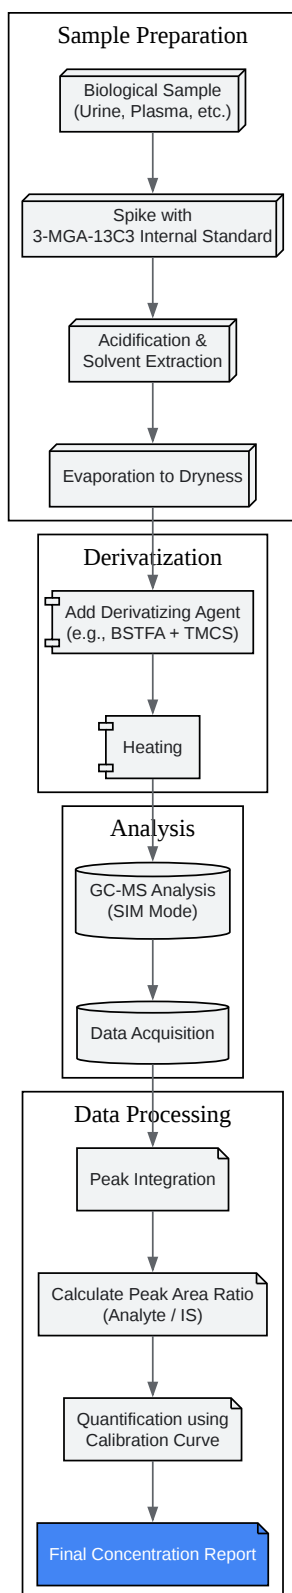 Sample Preparation
Biological Sample
(Urine, Plasma, etc.)
Spike with
3-MGA-13C3 Internal Standard
Acidification &
Solvent Extraction
Evaporation to Dryness
Derivatization
Add Derivatizing Agent
(e.g., BSTFA + TMCS)
Heating
Analysis
GC-MS Analysis
(SIM Mode)
Data Acquisition
Data Processing
Peak Integration
Calculate Peak Area Ratio
(Analyte / IS)
Quantification using
Calibration Curve
Final Concentration Report